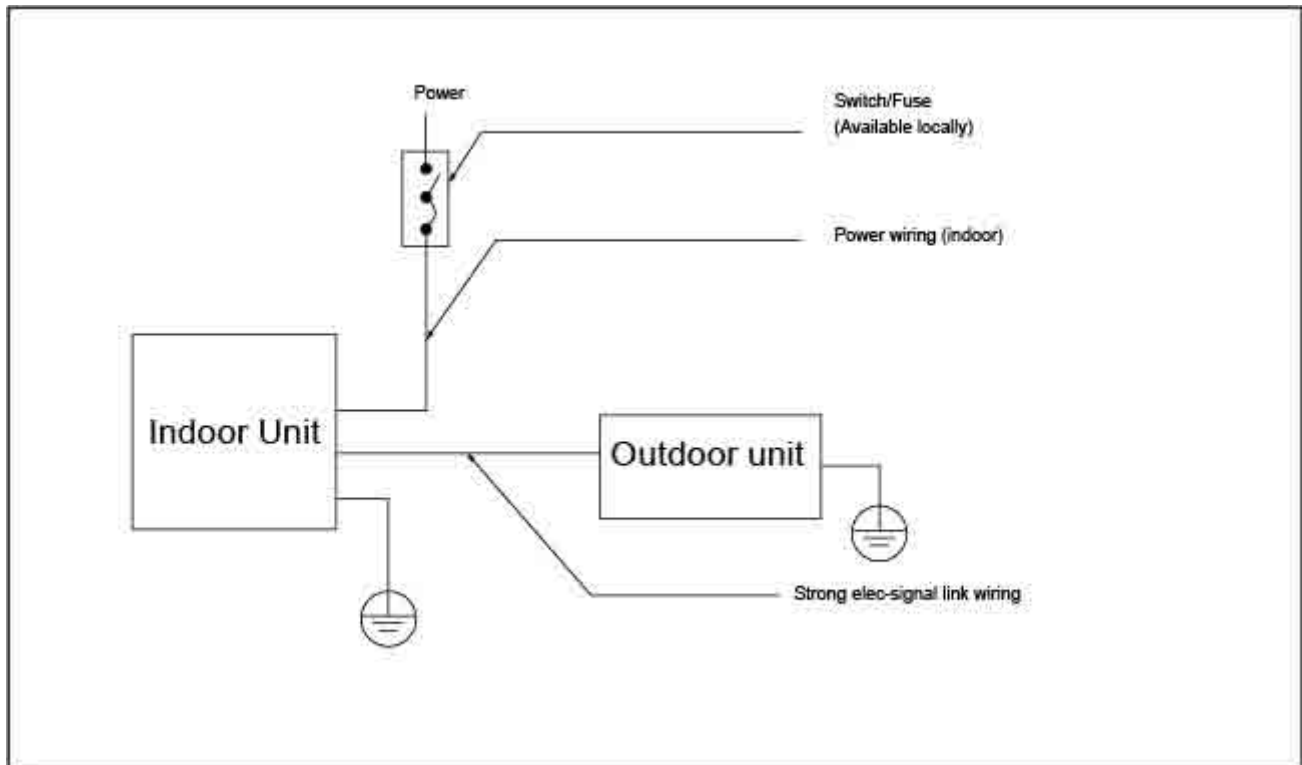 Power
Switch/Fuse
(Available locally)
Power wiring (indoor)
Indoor Unit
Outdoor unit
Strong elec-signal link wiring